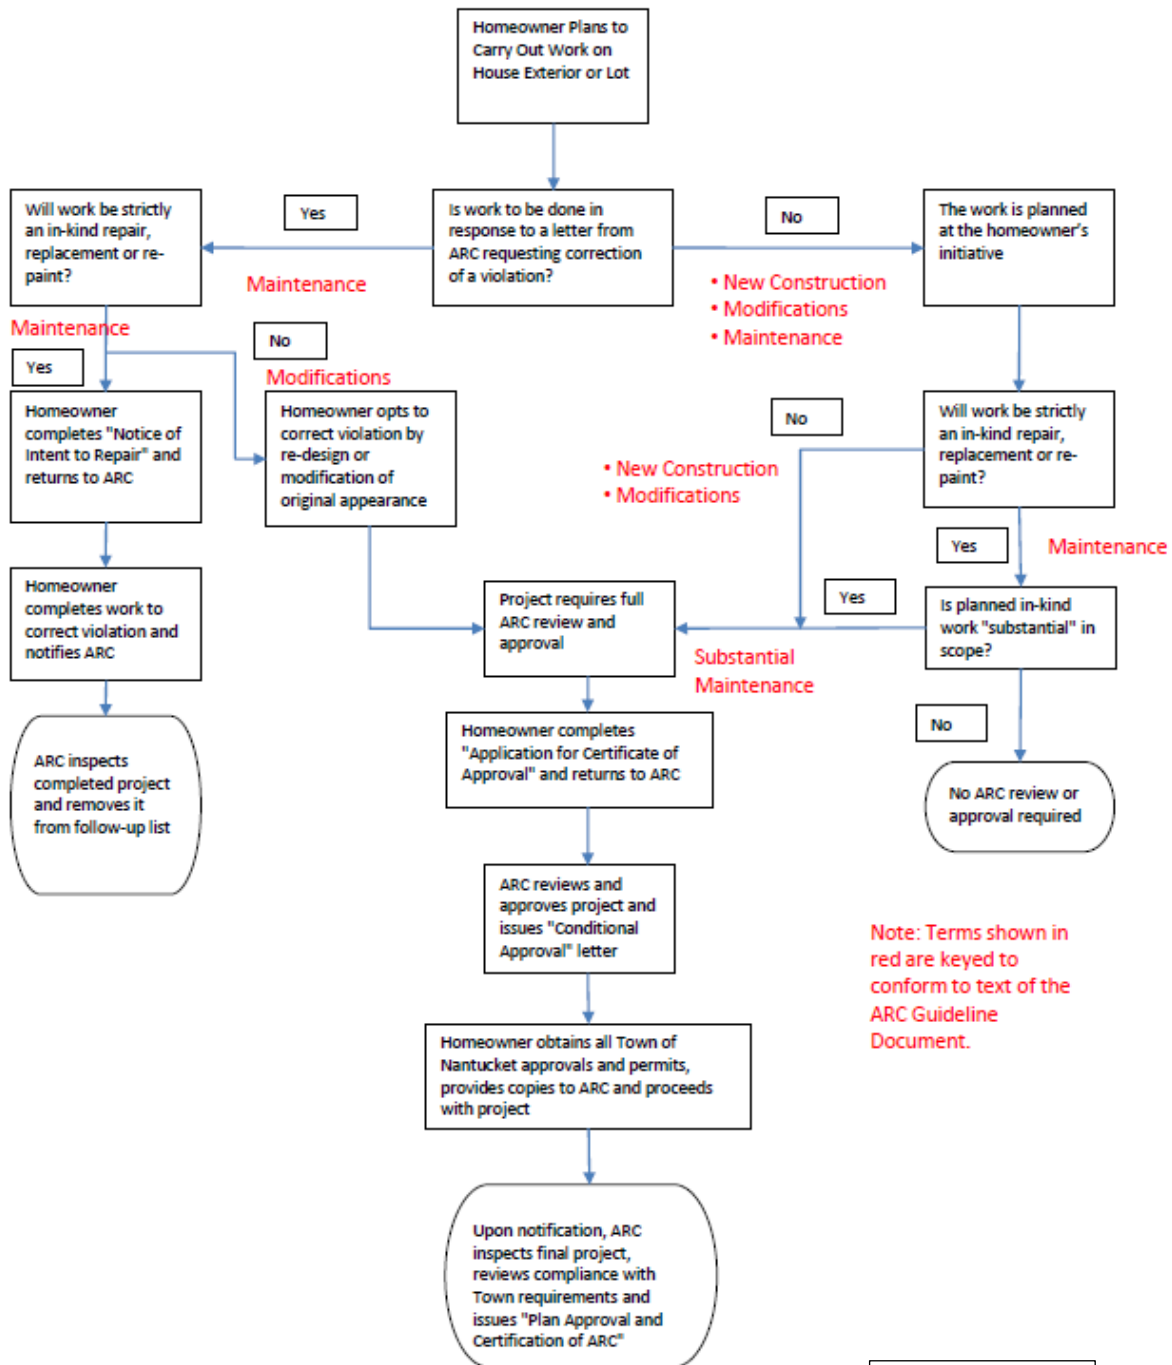 Homeowner Plans to
Carry Out Work on
House Exterior or Lot
Will work be strictly
an in-kind repair,
replacement or re-
paint?
Yes
Is work to be done in
response to a letter from
ARC requesting correction
of a violation?
No
The work is planned
at the homeowner's
initiative
Maintenance
• New Construction
• Modifications
• Maintenance
Maintenance
Yes
No
Modifications
Homeowner
completes "Notice of
Intent to Repair" and
returns to ARC
Homeowner opts to
correct violation by
re-design or
modification of
original appearance
No
• New Construction
• Modifications
Will work be strictly
an in-kind repair,
replacement or re-
paint?
Yes
Maintenance
Homeowner
completes work to
correct violation and
notifies ARC
Project requires full
ARC review and
approval
Yes
Substantial
Maintenance
Is planned in-kind
work "substantial" in
scope?
No
ARC inspects
completed project
and removes it
from follow-up list
Homeowner completes
"Application for Certificate of
Approval" and returns to ARC
No ARC review or
approval required
ARC reviews and
approves project and
issues "Conditional
Approval" letter
Note: Terms shown in
red are keyed to
conform to text of the
ARC Guideline
Document.
Homeowner obtains all Town of
Nantucket approvals and permits,
provides copies to ARC and proceeds
with project
Upon notification, ARC
inspects final project,
reviews compliance with
Town requirements and
issues "Plan Approval and
Certification of ARC"